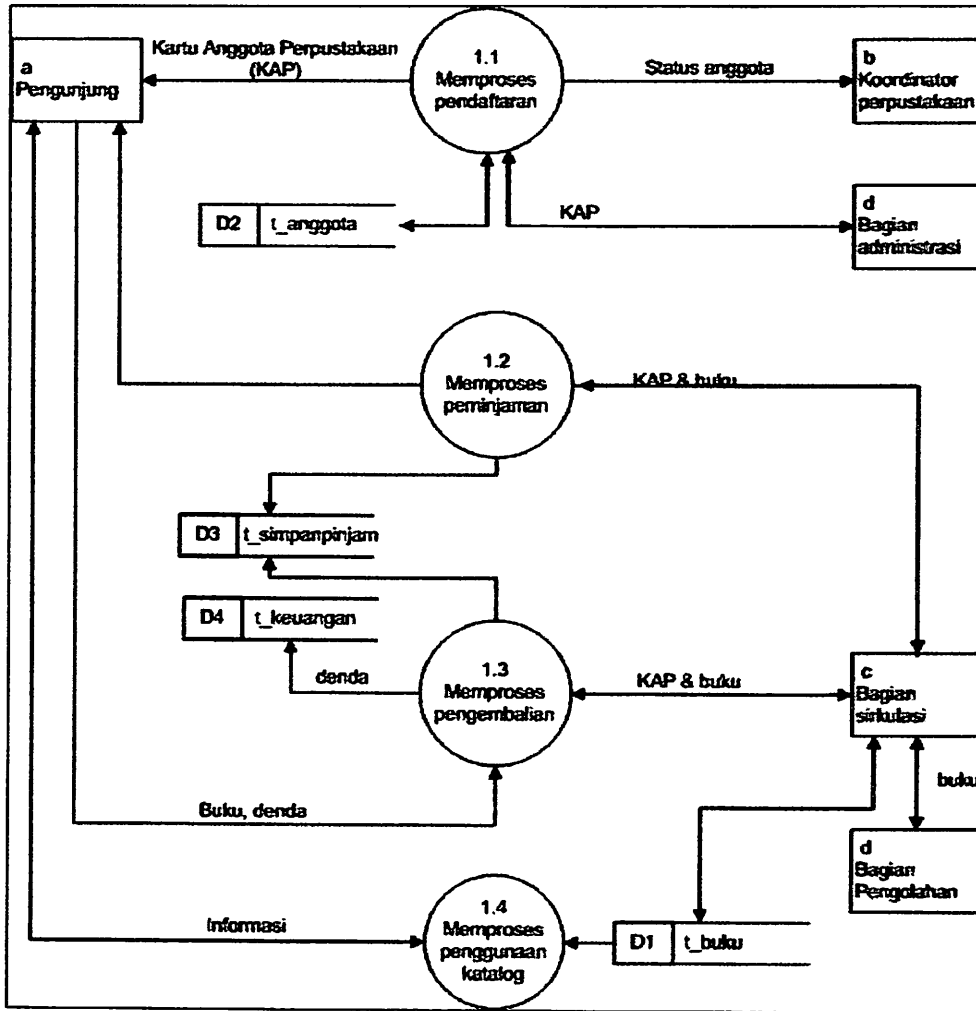 a
Pengunjung
Kartu Anggota Perpustakaan
(KAP)
1.1
Memproses
pendaftaran
Status anggota
b
Koordinator
perpustakaan
D2
t_anggota
KAP
d
Bagian
administrasi
1.2
Memproses
peminjaman
KAP & buku
D3
t_simpanpinjam
D4
t_keuangan
denda
1.3
Memproses
pengembalian
KAP & buku
c
Bagian
sirkulasi
buku
Buku, denda
d
Bagian
Pengolahan
Informasi
1.4
Memproses
penggunaan
katalog
D1
t_buku